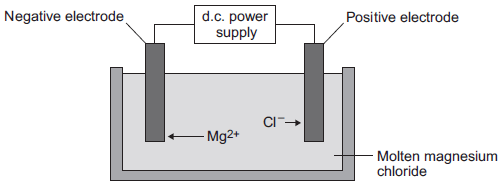 Negative electrode
d.c. power
supply
Positive electrode
Cl⁻
Mg²⁺
Molten magnesium
chloride